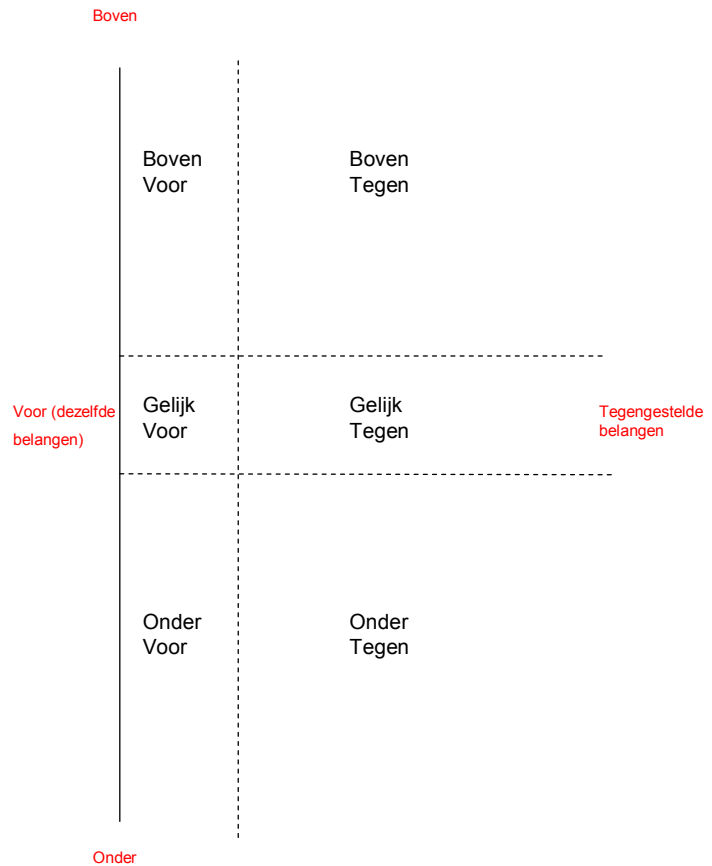 Boven
Boven
Voor
Boven
Tegen
Voor (dezelfde
belangen)
Gelijk
Voor
Gelijk
Tegen
Tegengestelde
belangen
Onder
Voor
Onder
Tegen
Onder